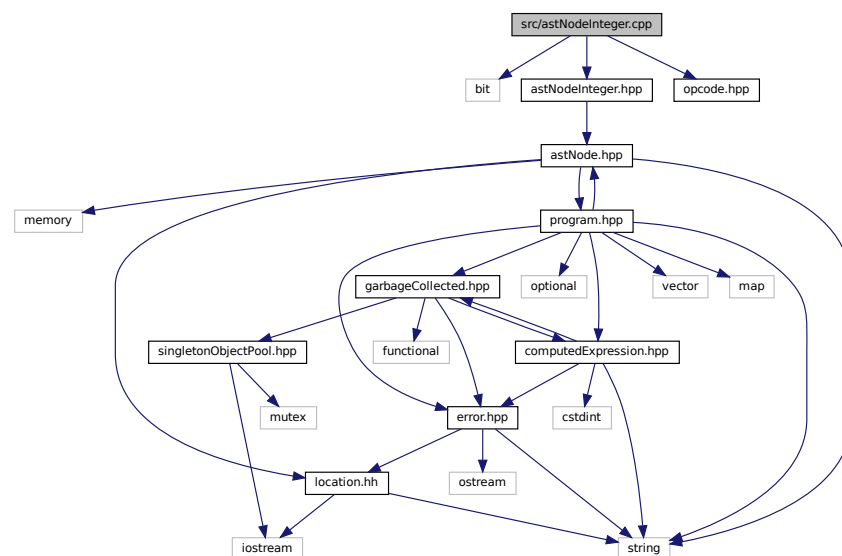 src/astNodeInteger.cpp
bit
astNodeInteger.hpp
opcode.hpp
astNode.hpp
memory
program.hpp
garbageCollected.hpp
optional
vector
map
singletonObjectPool.hpp
functional
computedExpression.hpp
mutex
error.hpp
cstdint
location.hh
ostream
iostream
string